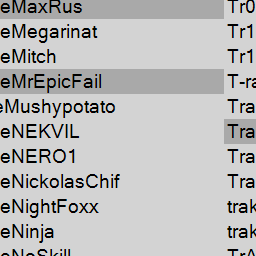 eMaxRus Tr0
eMegarinat Tr1
eMitch Tr1
eMrEpicFail T-ra
eMushypotato Tra
eNEKVIL Tra
eNERO1 Tra
eNickolasChif Tra
eNightFoxx trak
eNinja trak
eNoSkill TrA